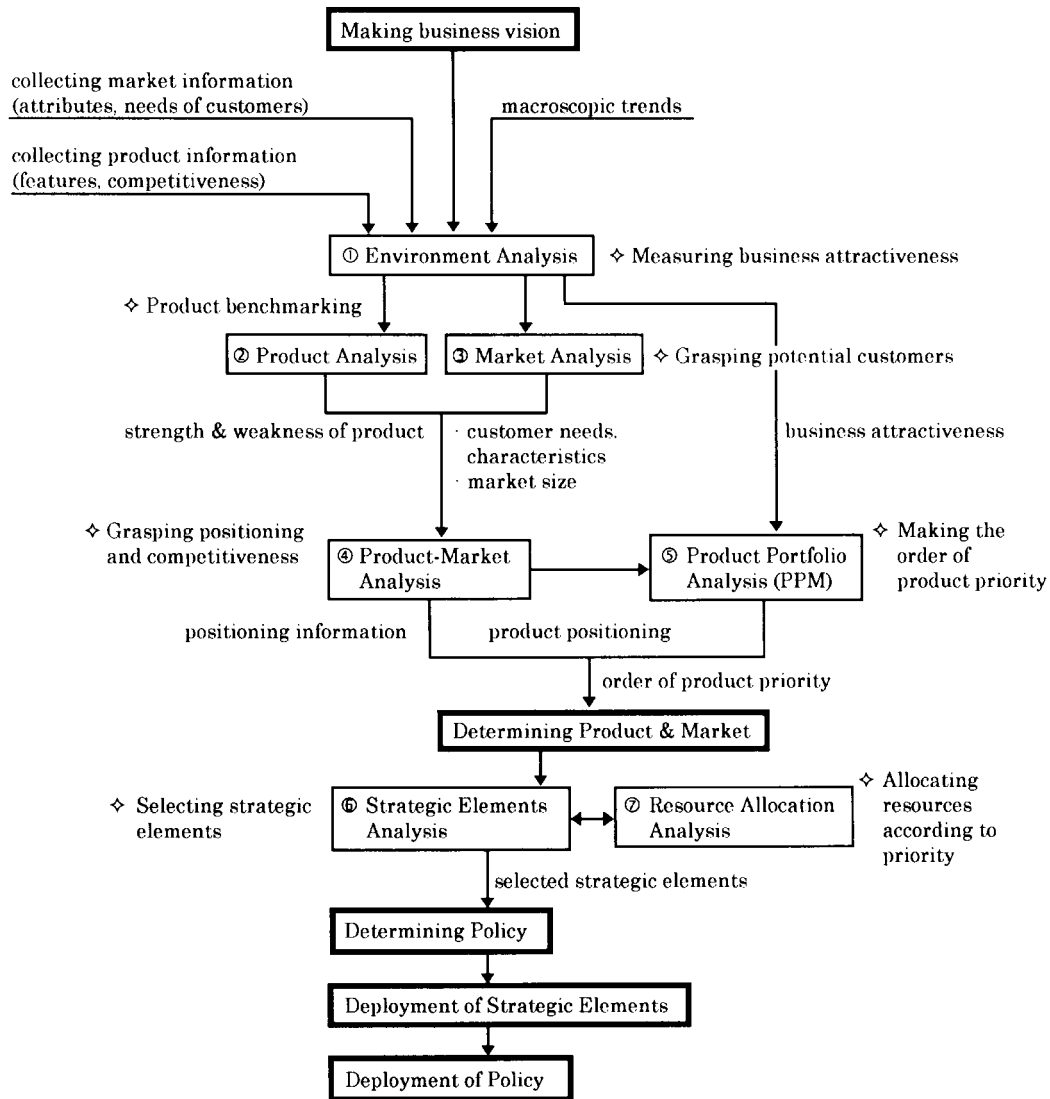 Making business vision
collecting market information
(attributes, needs of customers)
macroscopic trends
collecting product information
(features, competitiveness)
① Environment Analysis
✧ Measuring business attractiveness
✧ Product benchmarking
② Product Analysis
③ Market Analysis
✧ Grasping potential customers
strength & weakness of product
· customer needs.
characteristics
· market size
business attractiveness
✧ Grasping positioning
and competitiveness
④ Product-Market
Analysis
⑤ Product Portfolio
Analysis (PPM)
✧ Making the
order of
product priority
positioning information
product positioning
order of product priority
Determining Product & Market
✧ Selecting strategic
elements
⑥ Strategic Elements
Analysis
⑦ Resource Allocation
Analysis
✧ Allocating
resources
according to
priority
selected strategic elements
Determining Policy
Deployment of Strategic Elements
Deployment of Policy